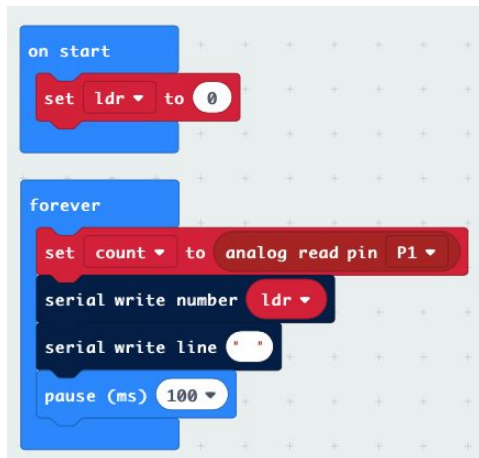 on start
set ldr to 0
forever
set count to analog read pin P1
serial write number ldr
serial write line " "
pause (ms) 100